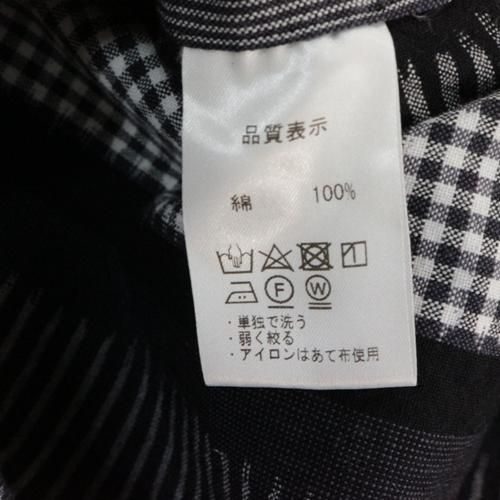 品質表示
綿 100%
F W
・単独で洗う
・弱く絞る
・アイロンはあて布使用